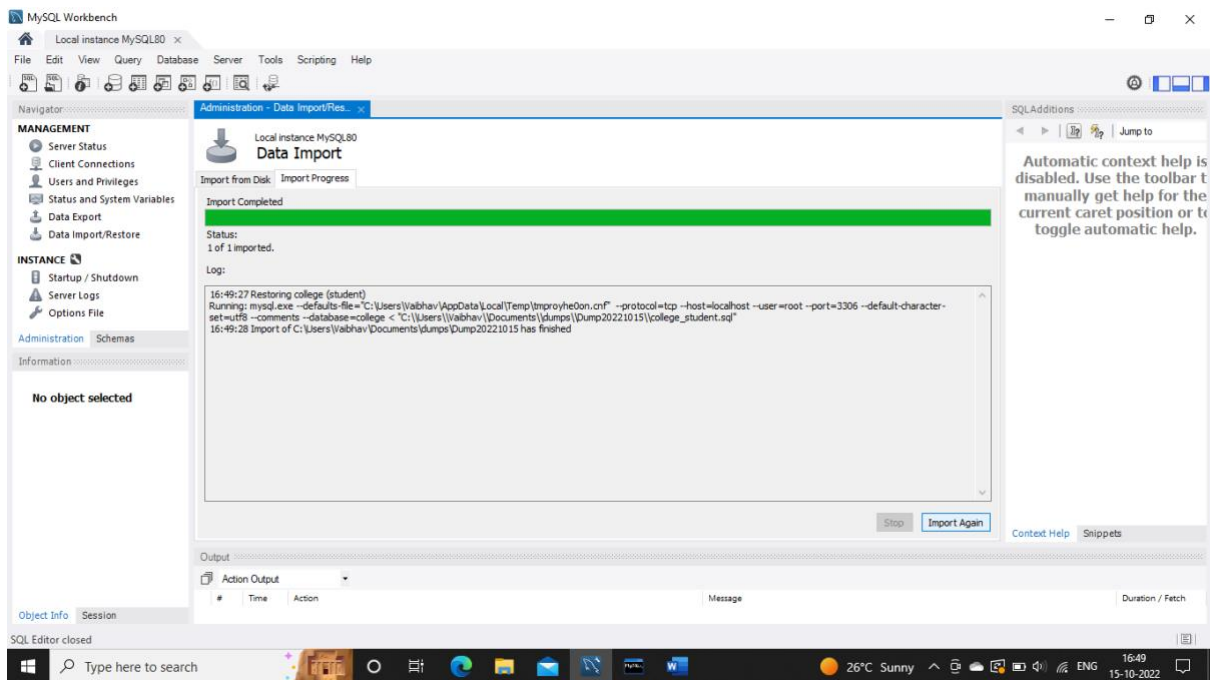 MySQL Workbench
Local instance MySQL80
File Edit View Query Database Server Tools Scripting Help
Navigator
MANAGEMENT
Server Status
Client Connections
Users and Privileges
Status and System Variables
Data Export
Data Import/Restore
INSTANCE
Startup / Shutdown
Server Logs
Options File
Administration Schemas
Information
No object selected
Object Info Session
SQL Editor closed
Administration - Data Import/Res...
Local instance MySQL80
Data Import
Import from Disk Import Progress
Import Completed
Status:
1 of 1 imported.
Log:
16:49:27 Restoring college (student)
Running: mysql.exe --defaults-file="C:\Users\Vaibhav\AppData\Local\Temp\tmproyhe0on.cnf" --protocol=tcp --host=localhost --user=root --port=3306 --default-character-
set=utf8 --comments --database=college < "C:\\Users\\Vaibhav\\Documents\\dumps\\Dump20221015\\college_student.sql"
16:49:28 Import of C:\Users\Vaibhav\Documents\dumps\Dump20221015 has finished
Stop Import Again
Output
Action Output
# Time Action Message Duration / Fetch
SQLAdditions
Jump to
Automatic context help is
disabled. Use the toolbar t
manually get help for the
current caret position or to
toggle automatic help.
Context Help Snippets
Type here to search
26°C Sunny
ENG
16:49
15-10-2022